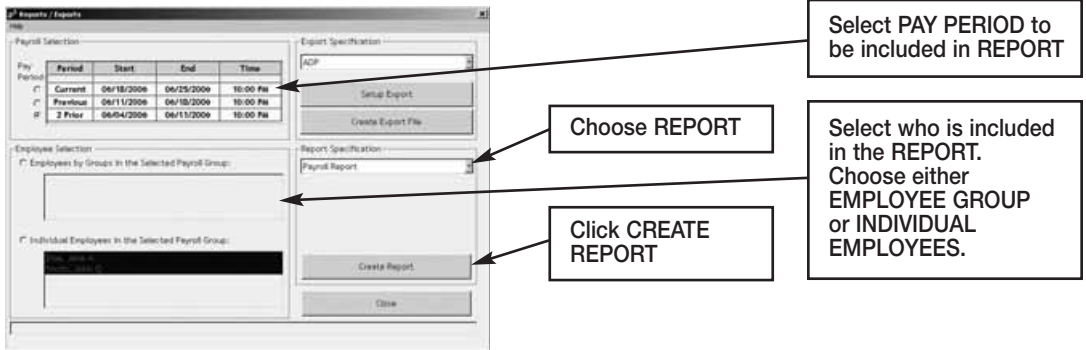 Reports / Exports
Help
Payroll Selection
Pay Period
Period Start End Time
Current 06/18/2006 06/25/2006 10:00 PM
Previous 06/11/2006 06/18/2006 10:00 PM
2 Prior 06/04/2006 06/11/2006 10:00 PM
Export Specification
ADP
Setup Export
Create Export File
Employee Selection
Employees by Groups in the Selected Payroll Group:
Individual Employees in the Selected Payroll Group:
Report Specification
Payroll Report
Create Report
Close
Select PAY PERIOD to
be included in REPORT
Choose REPORT
Select who is included
in the REPORT.
Choose either
EMPLOYEE GROUP
or INDIVIDUAL
EMPLOYEES.
Click CREATE
REPORT